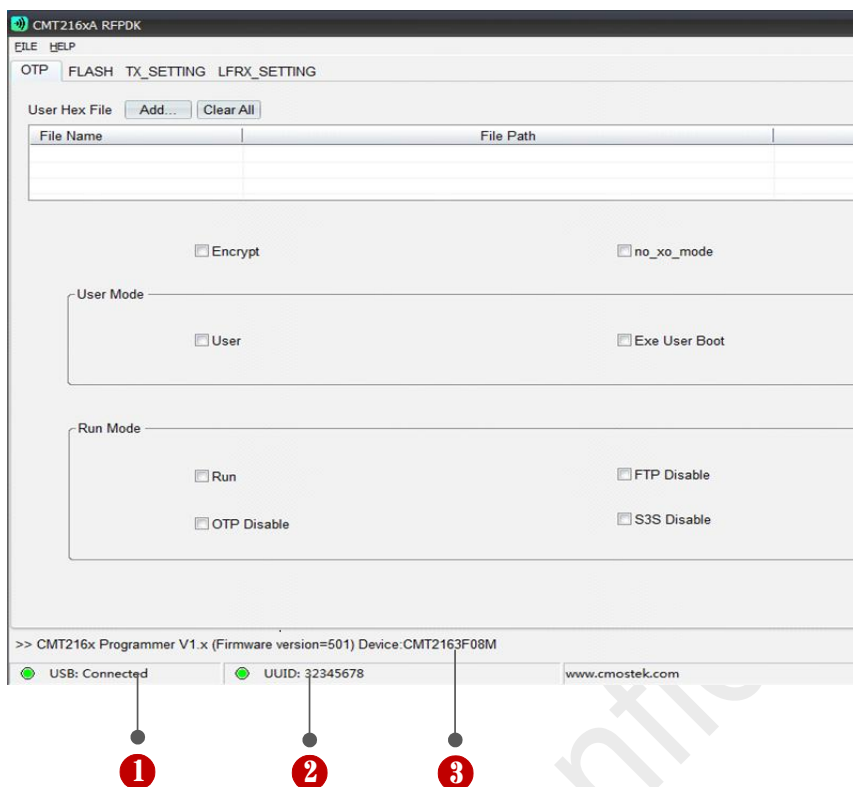 CMT216xA RFPDK
FILE HELP
OTP FLASH TX_SETTING LFRX_SETTING
User Hex File Add... Clear All
File Name File Path
Encrypt no_xo_mode
User Mode
User Exe User Boot
Run Mode
Run FTP Disable
OTP Disable S3S Disable
>> CMT216x Programmer V1.x (Firmware version=501) Device:CMT2163F08M
USB: Connected UUID: 32345678 www.cmostek.com
1 2 3